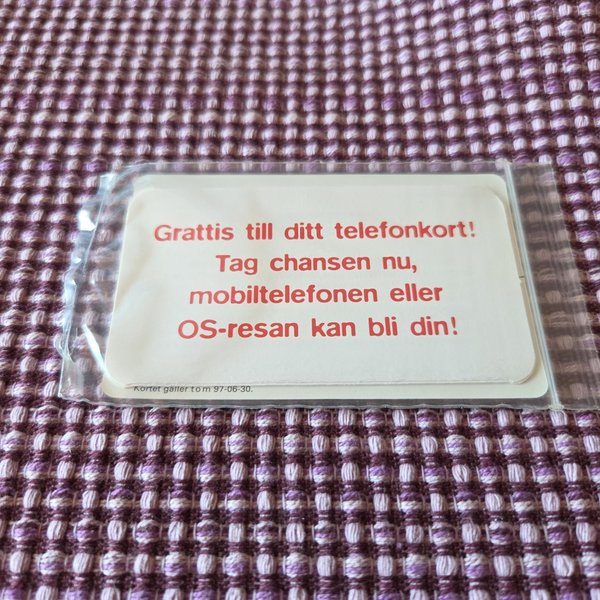 Grattis till ditt telefonkort!
Tag chansen nu,
mobiltelefonen eller
OS-resan kan bli din!
Kortet gäller t o m 97-06-30.